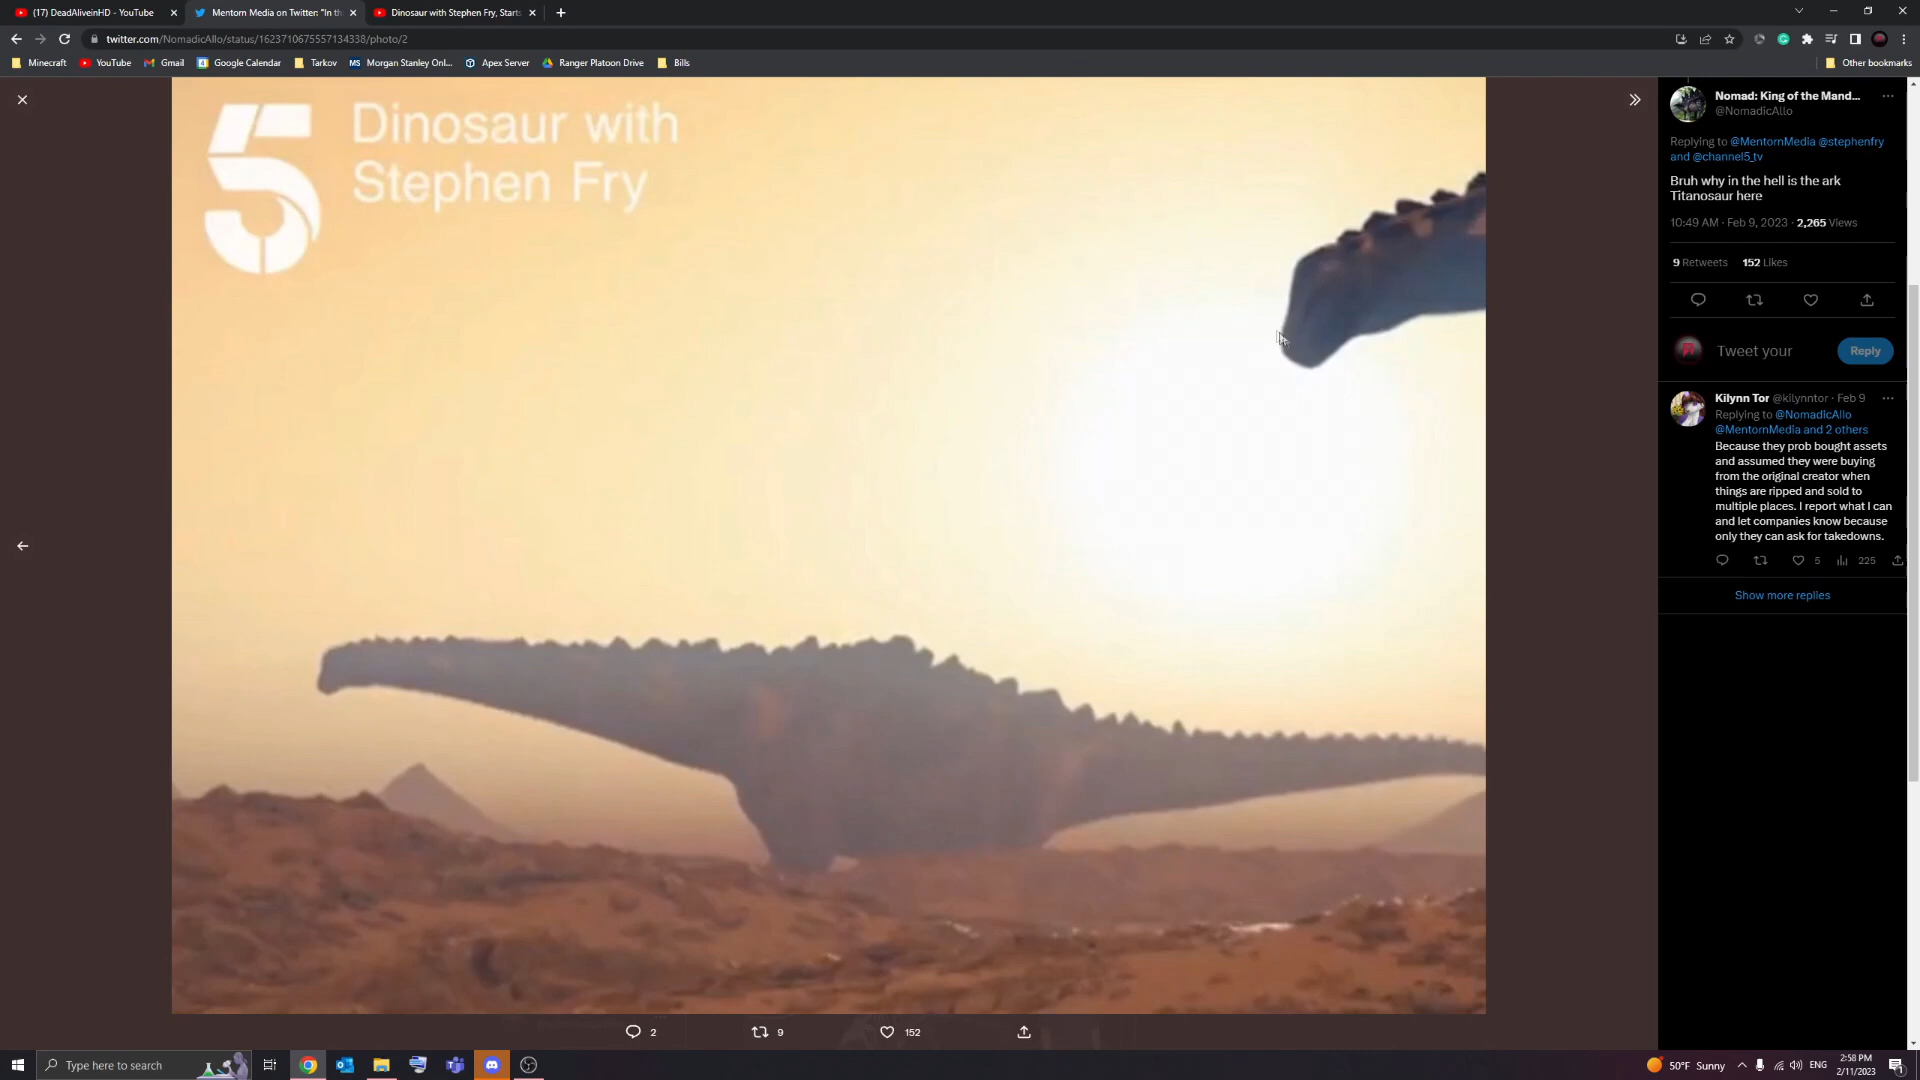 (17) DeadAliveinHD - YouTube
Mentorn Media on Twitter: "In th
Dinosaur with Stephen Fry, Starts
twitter.com/NomadicAllo/status/1623710675557134338/photo/2
Minecraft
YouTube
Gmail
Google Calendar
Tarkov
MS Morgan Stanley Onl...
Apex Server
Ranger Platoon Drive
Bills
Other bookmarks
5
Dinosaur with
Stephen Fry
Nomad: King of the Mand...
@NomadicAllo
Replying to @MentornMedia @stephenfry
and @channel5_tv
Bruh why in the hell is the ark
Titanosaur here
10:49 AM · Feb 9, 2023 · 2,265 Views
9 Retweets 152 Likes
Tweet your
Reply
Kilynn Tor @kilynntor · Feb 9
Replying to @NomadicAllo
@MentornMedia and 2 others
Because they prob bought assets
and assumed they were buying
from the original creator when
things are ripped and sold to
multiple places. I report what I can
and let companies know because
only they can ask for takedowns.
5 225
Show more replies
2 9 152
Type here to search
50°F Sunny
ENG
2:58 PM
2/11/2023
1